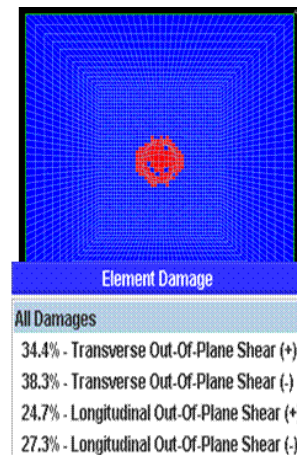 Element Damage
All Damages
34.4% - Transverse Out-Of-Plane Shear (+)
38.3% - Transverse Out-Of-Plane Shear (-)
24.7% - Longitudinal Out-Of-Plane Shear (+
27.3% - Longitudinal Out-Of-Plane Shear (-)